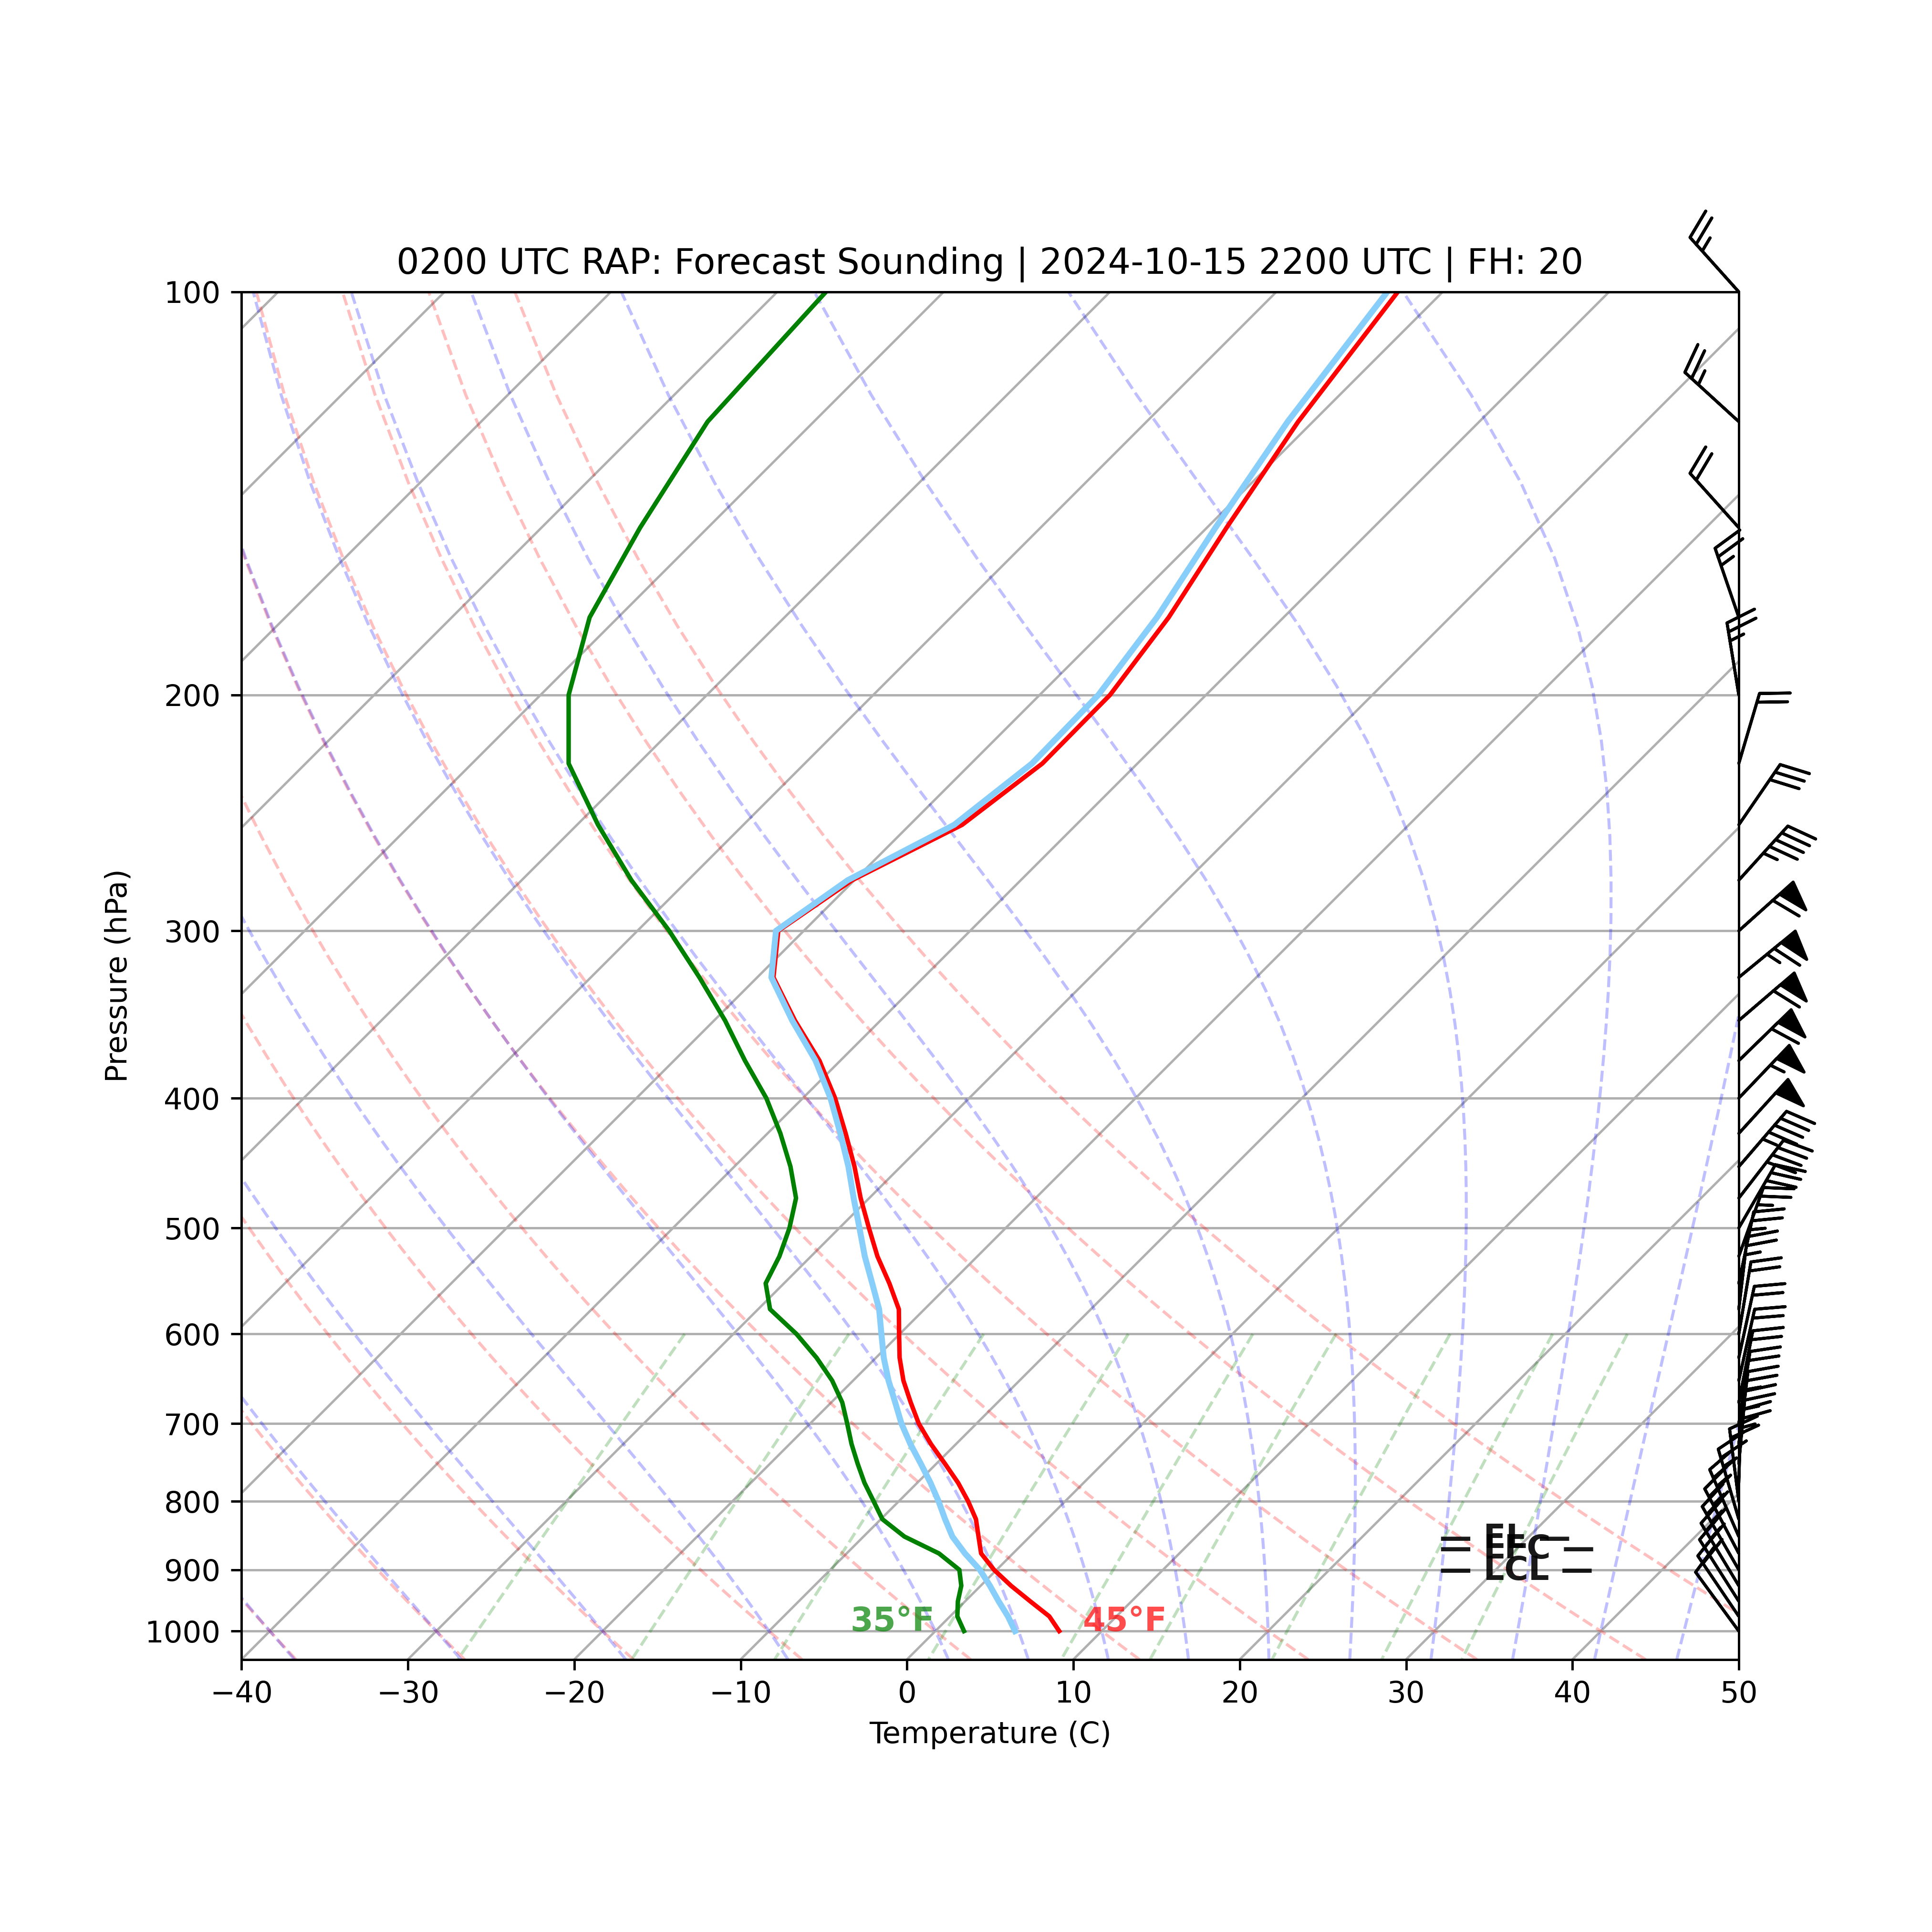 0200 UTC RAP: Forecast Sounding | 2024-10-15 2200 UTC | FH: 20
100
200
300
400
500
600
700
800
900
1000
Pressure (hPa)
EL
LCL
35°F
45°F
−40
−30
−20
−10
0
10
20
30
40
50
Temperature (C)